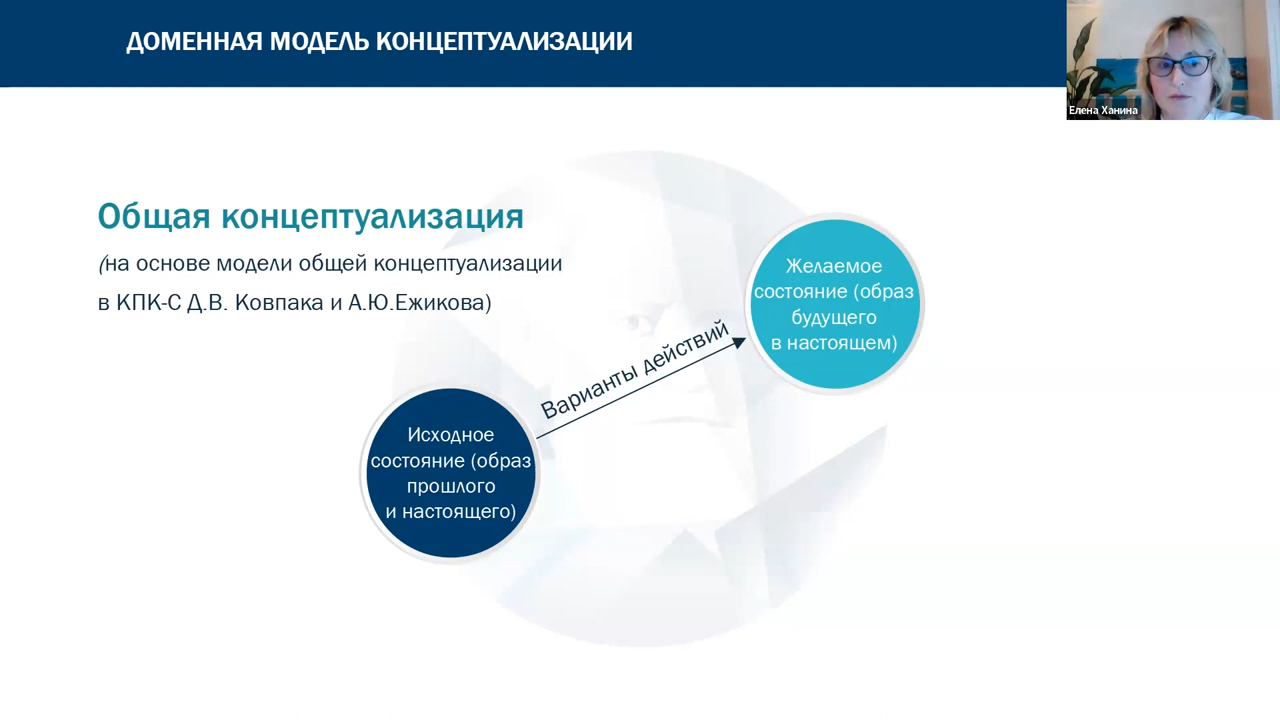 ДОМЕННАЯ МОДЕЛЬ КОНЦЕПТУАЛИЗАЦИИ
Елена Ханина
Общая концептуализация
(на основе модели общей концептуализации
в КПК-С Д.В. Ковпака и А.Ю.Ежикова)
Желаемое
состояние (образ
будущего
в настоящем)
Варианты действий
Исходное
состояние (образ
прошлого
и настоящего)